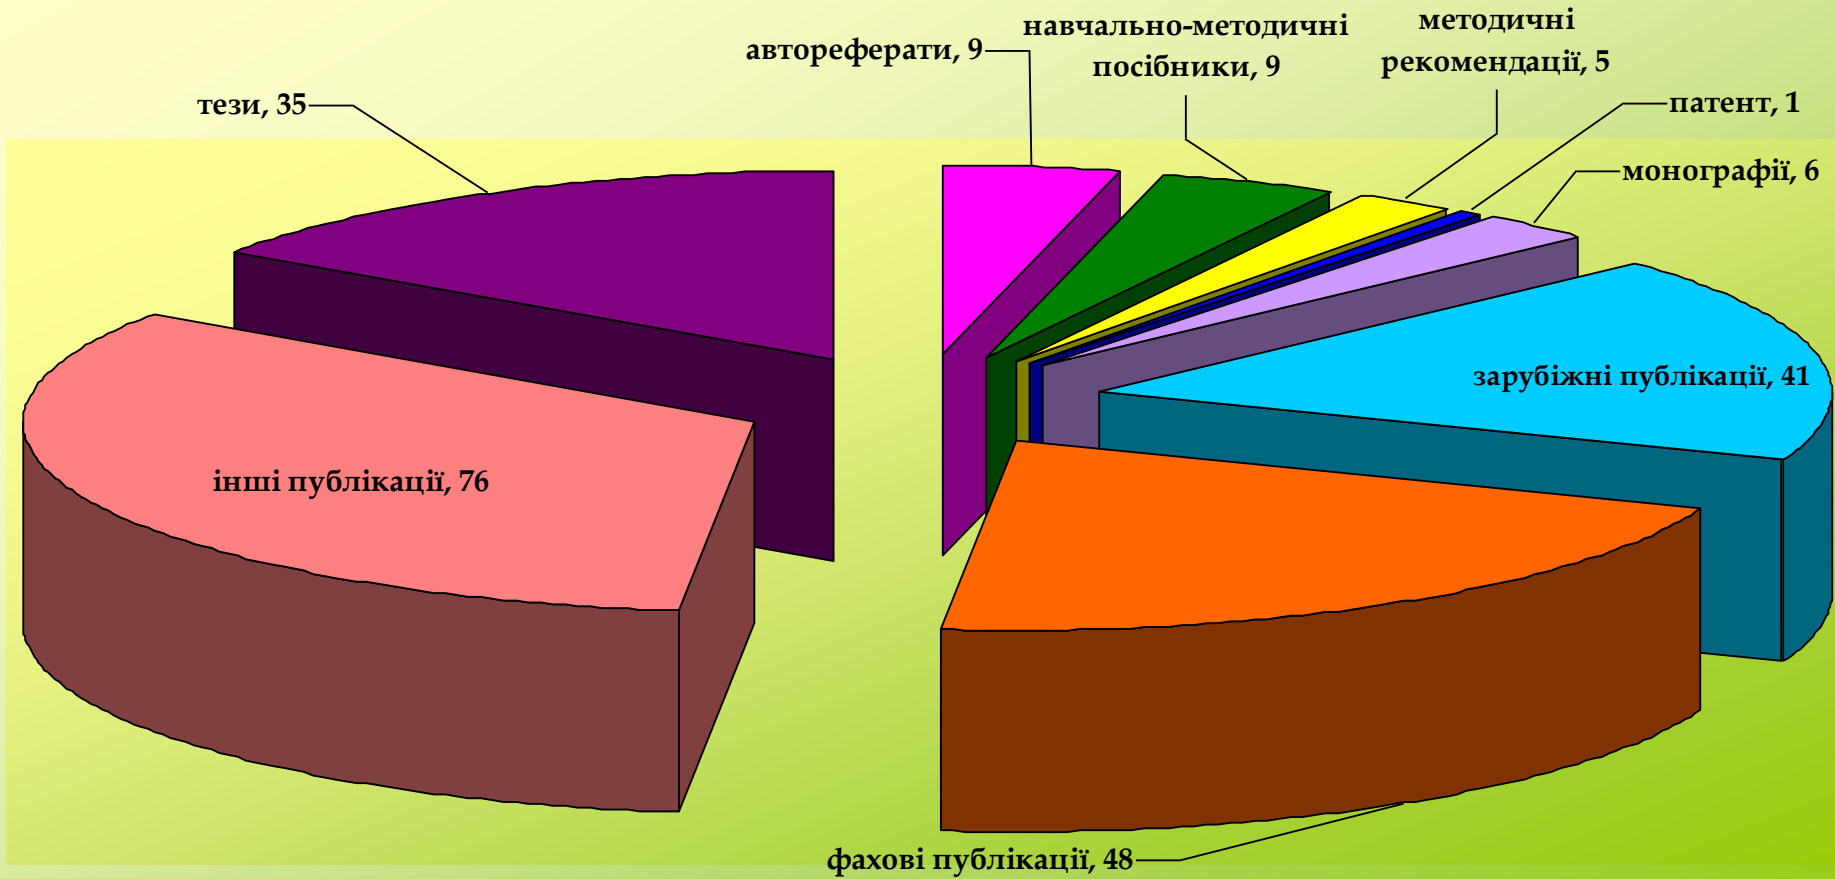 методичні
рекомендації, 5
навчально-методичні
посібники, 9
автореферати, 9
тези, 35
патент, 1
монографії, 6
зарубіжні публікації, 41
інші публікації, 76
фахові публікації, 48